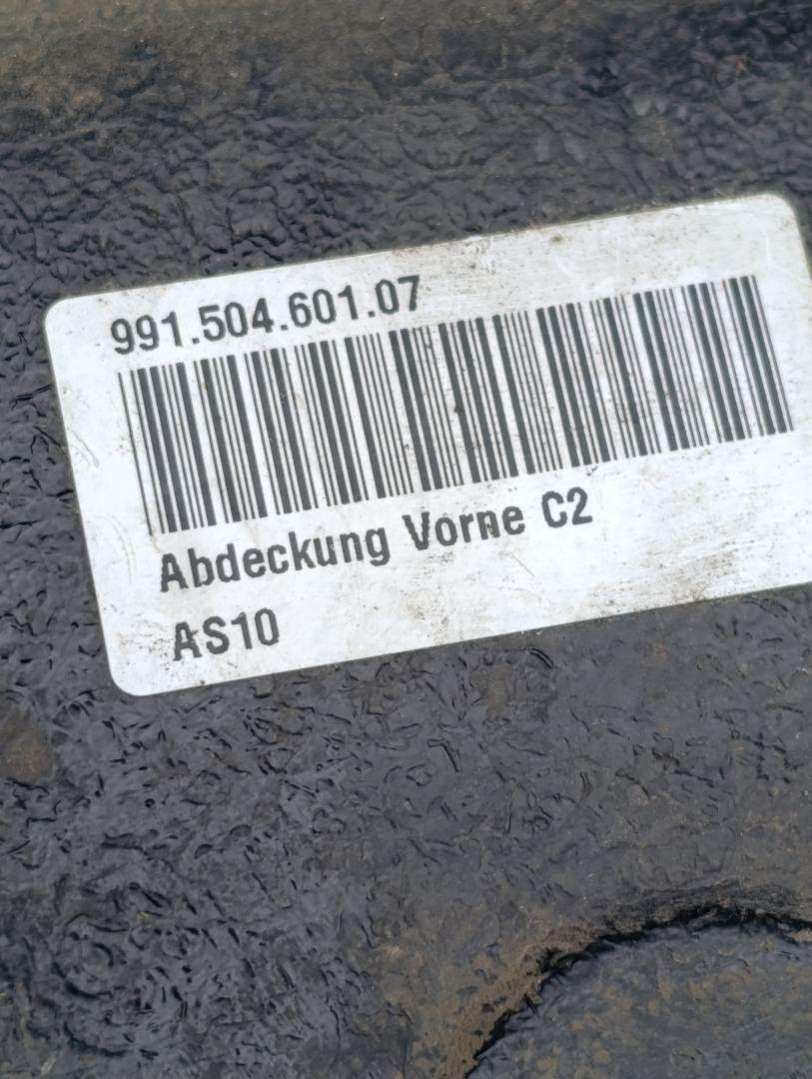 991.504.601.07
Abdeckung Vorne C2
AS10